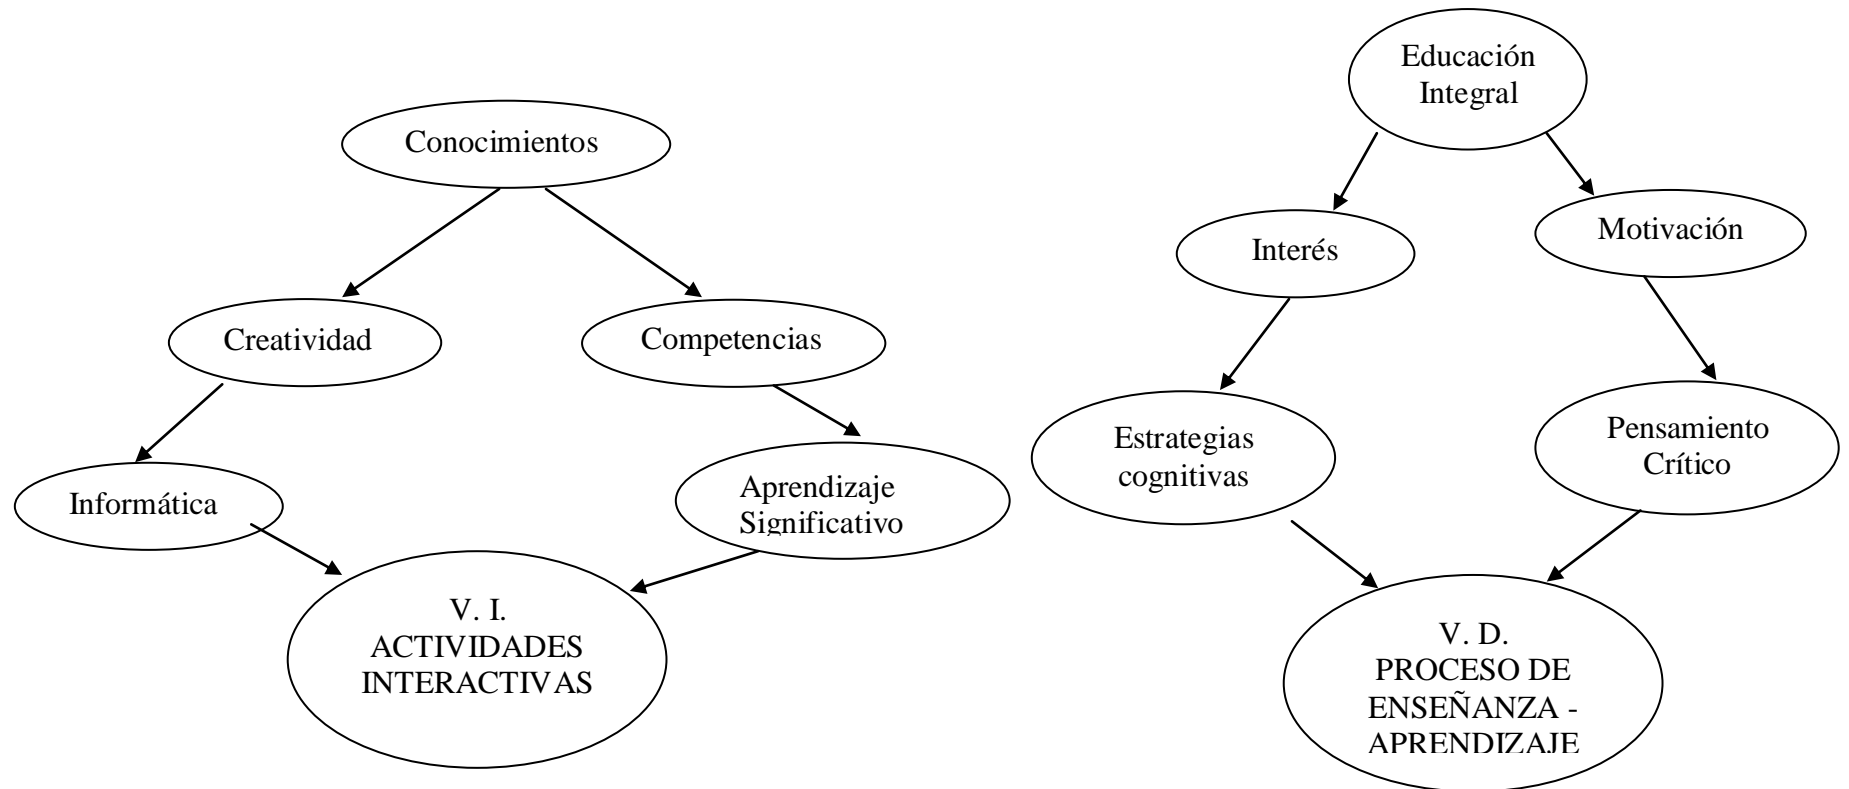 Conocimientos
Creatividad
Competencias
Informática
Aprendizaje
Significativo
V. I.
ACTIVIDADES
INTERACTIVAS
Educación
Integral
Interés
Motivación
Estrategias
cognitivas
Pensamiento
Crítico
V. D.
PROCESO DE
ENSEÑANZA -
APRENDIZAJE